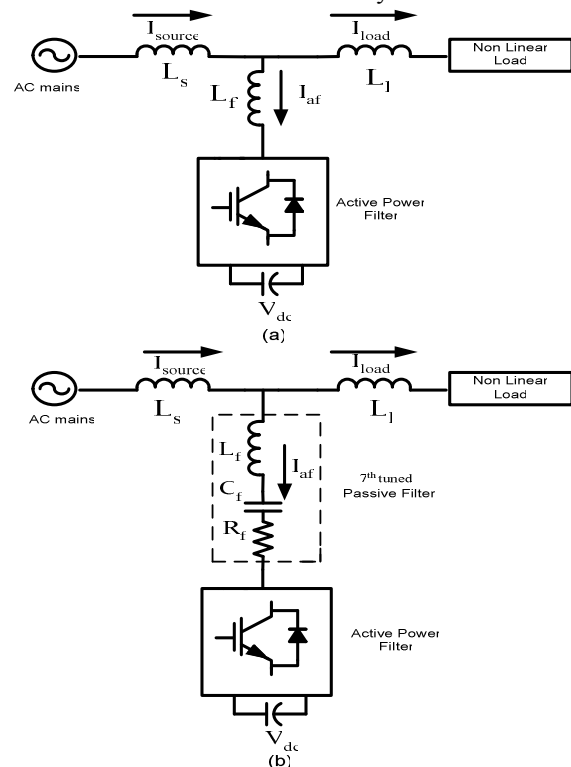 I source
I load
Non Linear
Load
AC mains
L s
L f
I af
L l
Active Power
Filter
V dc
(a)
I source
I load
Non Linear
Load
AC mains
L s
L l
L f
I af
C f
R f
7th tuned
Passive Filter
Active Power
Filter
V dc
(b)